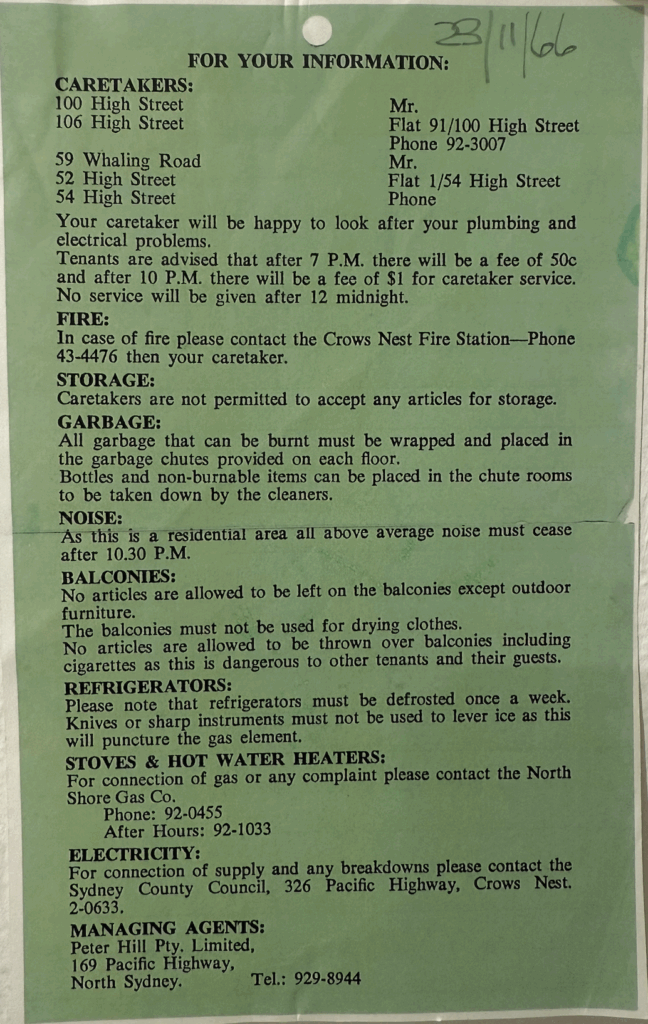 23/11/66
FOR YOUR INFORMATION:
CARETAKERS:
100 High Street
Mr.
106 High Street
Flat 91/100 High Street
Phone 92-3007
59 Whaling Road
Mr.
52 High Street
Flat 1/54 High Street
54 High Street
Phone
Your caretaker will be happy to look after your plumbing and
electrical problems.
Tenants are advised that after 7 P.M. there will be a fee of 50c
and after 10 P.M. there will be a fee of $1 for caretaker service.
No service will be given after 12 midnight.
FIRE:
In case of fire please contact the Crows Nest Fire Station—Phone
43-4476 then your caretaker.
STORAGE:
Caretakers are not permitted to accept any articles for storage.
GARBAGE:
All garbage that can be burnt must be wrapped and placed in
the garbage chutes provided on each floor.
Bottles and non-burnable items can be placed in the chute rooms
to be taken down by the cleaners.
NOISE:
As this is a residential area all above average noise must cease
after 10.30 P.M.
BALCONIES:
No articles are allowed to be left on the balconies except outdoor
furniture.
The balconies must not be used for drying clothes.
No articles are allowed to be thrown over balconies including
cigarettes as this is dangerous to other tenants and their guests.
REFRIGERATORS:
Please note that refrigerators must be defrosted once a week.
Knives or sharp instruments must not be used to lever ice as this
will puncture the gas element.
STOVES & HOT WATER HEATERS:
For connection of gas or any complaint please contact the North
Shore Gas Co.
Phone: 92-0455
After Hours: 92-1033
ELECTRICITY:
For connection of supply and any breakdowns please contact the
Sydney County Council, 326 Pacific Highway, Crows Nest.
2-0633.
MANAGING AGENTS:
Peter Hill Pty. Limited,
169 Pacific Highway,
North Sydney. Tel.: 929-8944